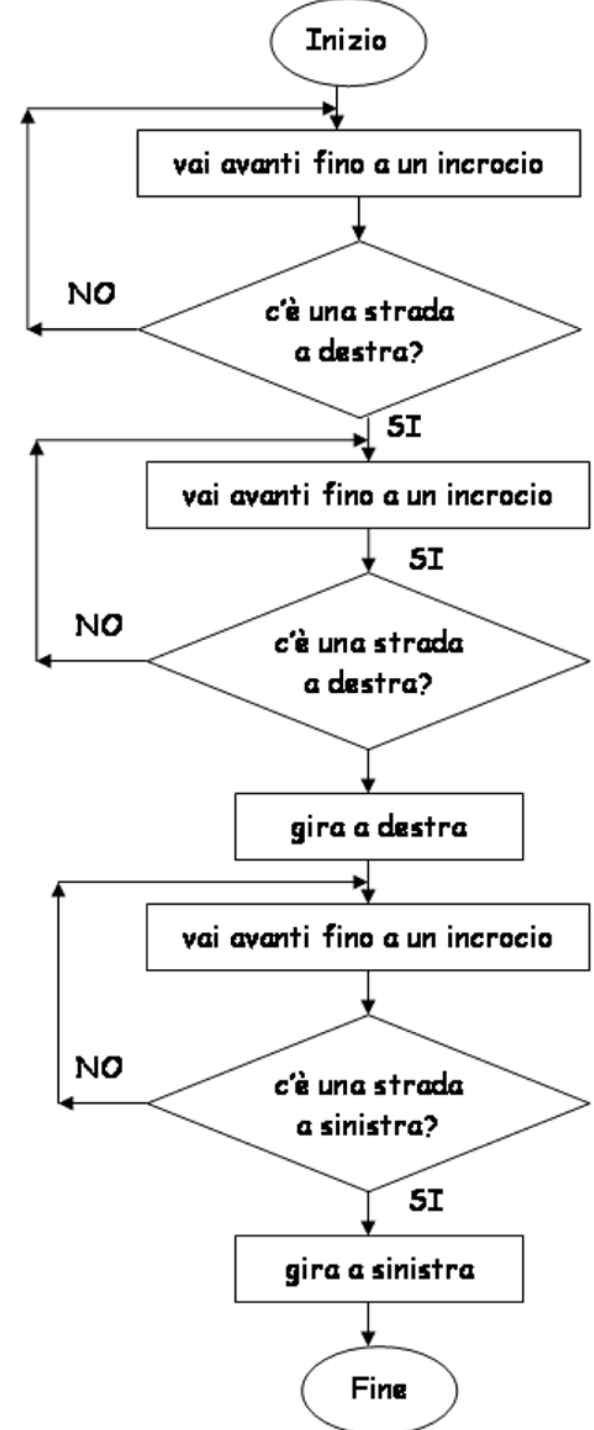 Inizio
vai avanti fino a un incrocio
NO
c'è una strada
a destra?
SI
vai avanti fino a un incrocio
SI
NO
c'è una strada
a destra?
gira a destra
vai avanti fino a un incrocio
NO
c'è una strada
a sinistra?
SI
gira a sinistra
Fine